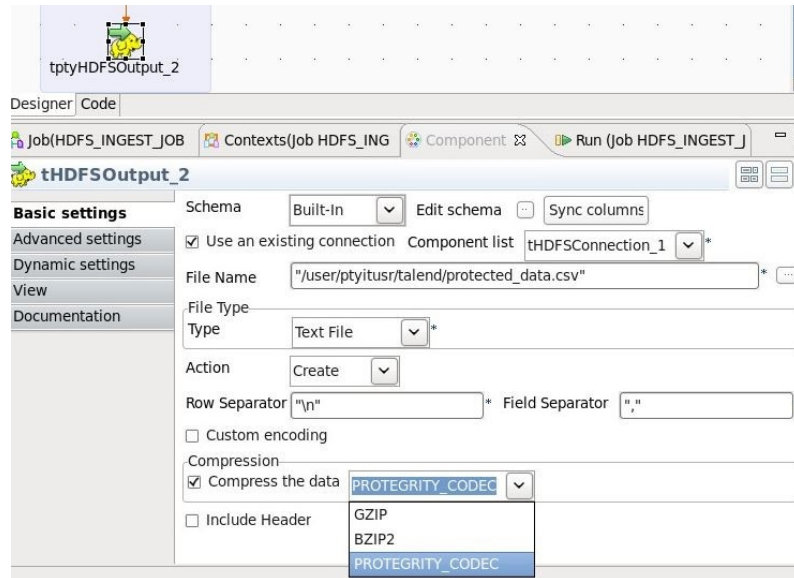 tptyHDFSOutput_2
Designer Code
Job(HDFS_INGEST_JOB Contexts(Job HDFS_ING Component Run (Job HDFS_INGEST_J
tHDFSOutput_2
Basic settings
Advanced settings
Dynamic settings
View
Documentation
Schema Built-In Edit schema Sync columns
Use an existing connection Component list tHDFSConnection_1 *
File Name "/user/ptyitusr/talend/protected_data.csv" *
File Type
Type Text File *
Action Create
Row Separator "\n" * Field Separator ","
Custom encoding
Compression
Compress the data PROTEGRITY_CODEC
Include Header
GZIP
BZIP2
PROTEGRITY_CODEC